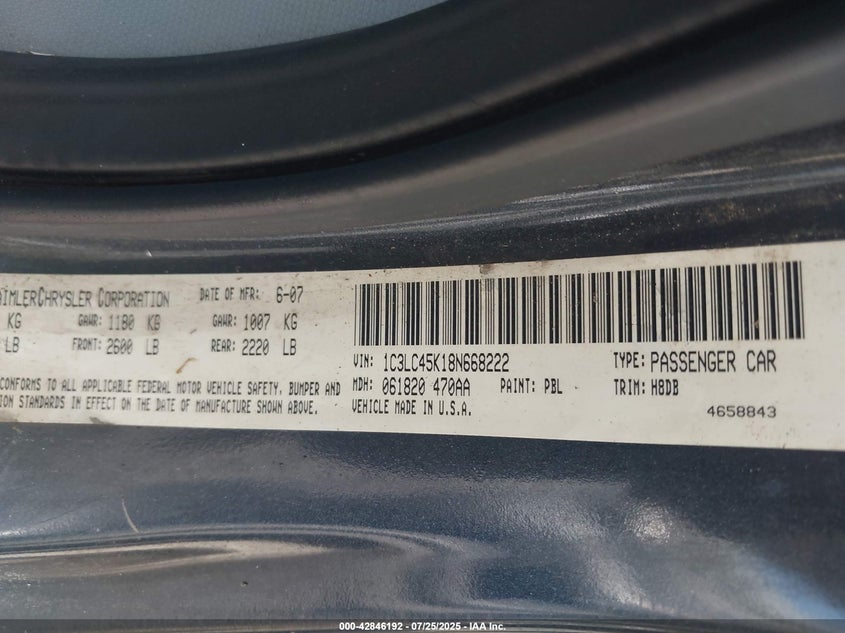 AIMLERCHRYSLER CORPORATION DATE OF MFR: 6-07
KG GAWR: 1180 KG GAWR: 1007 KG
LB FRONT: 2600 LB REAR: 2220 LB
CONFORMS TO ALL APPLICABLE FEDERAL MOTOR VEHICLE SAFETY, BUMPER AND
ION STANDARDS IN EFFECT ON THE DATE OF MANUFACTURE SHOWN ABOVE.
VIN: 1C3LC45K18N668222 TYPE: PASSENGER CAR
MDH: 061820 470AA PAINT: PBL TRIM: H8DB
VEHICLE MADE IN U.S.A. 4658843
000-42846192 - 07/25/2025 - IAA Inc.